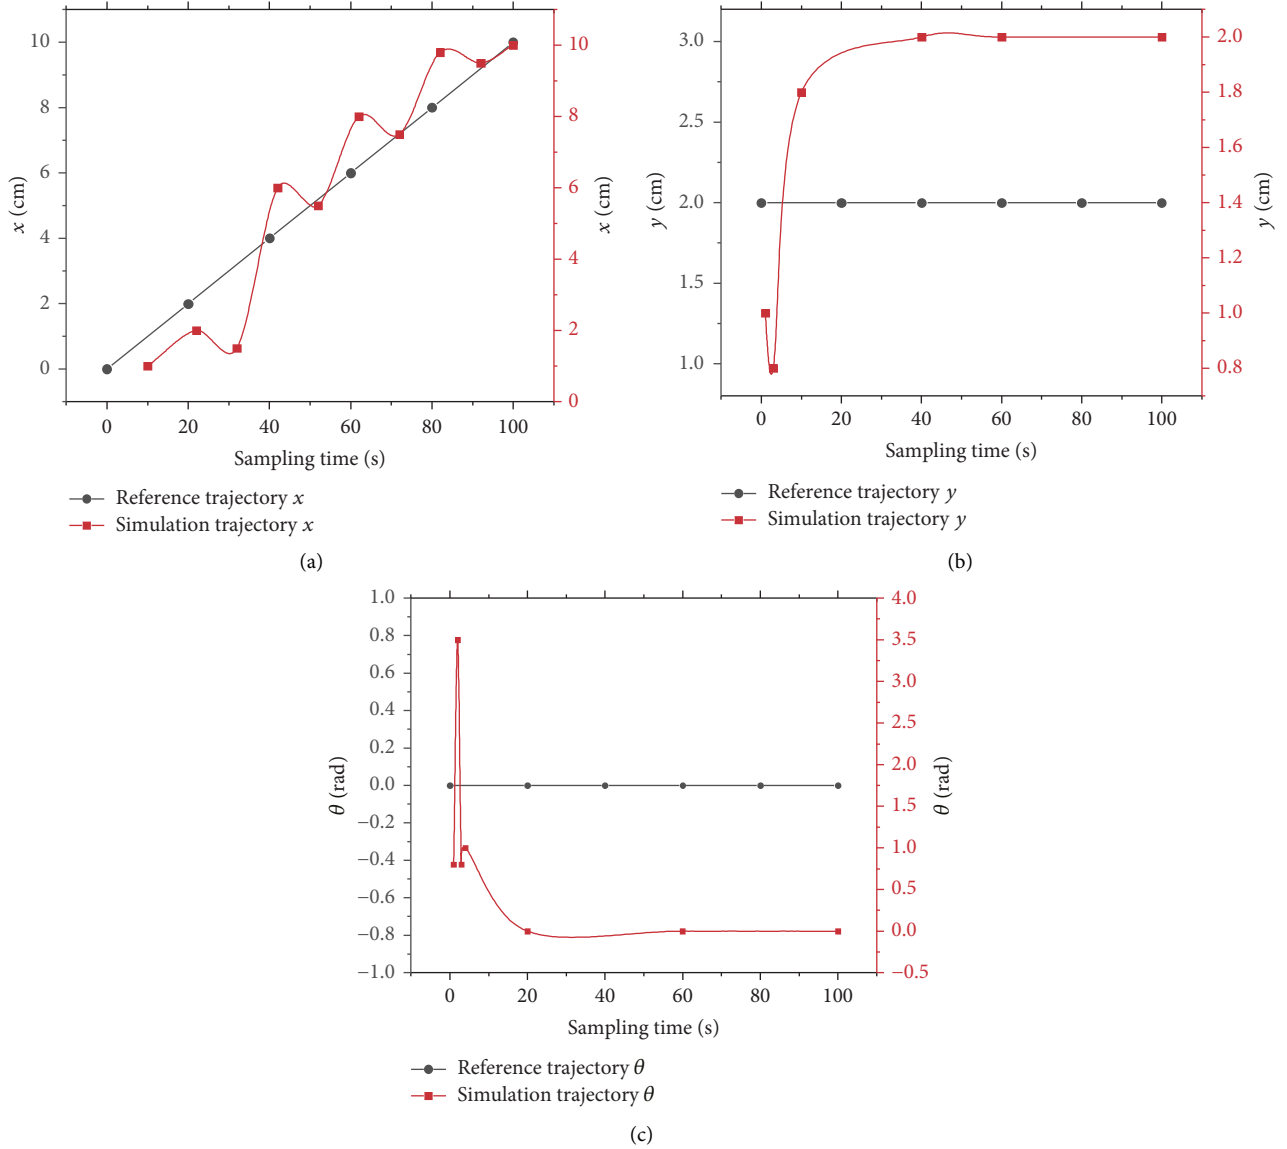 10
8
6
4
2
0
x (cm)
10
8
6
4
2
0
x (cm)
0 20 40 60 80 100
Sampling time (s)
Reference trajectory x
Simulation trajectory x
(a)
3.0
2.5
2.0
1.5
1.0
y (cm)
2.0
1.8
1.6
1.4
1.2
1.0
0.8
y (cm)
0 20 40 60 80 100
Sampling time (s)
Reference trajectory y
Simulation trajectory y
(b)
1.0
0.8
0.6
0.4
0.2
0.0
−0.2
−0.4
−0.6
−0.8
−1.0
θ (rad)
4.0
3.5
3.0
2.5
2.0
1.5
1.0
0.5
0.0
−0.5
θ (rad)
0 20 40 60 80 100
Sampling time (s)
Reference trajectory θ
Simulation trajectory θ
(c)